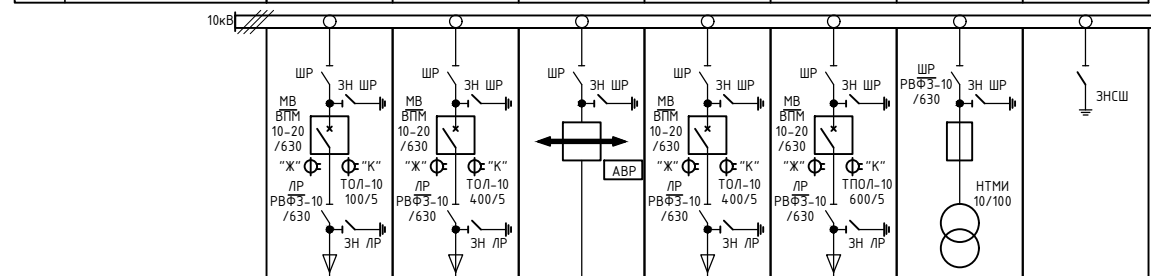 10кВ
ШР
ЗН ШР
МВ
ВПМ
10-20
/630
"Ж"
"К"
ЛР
РВФЗ-10
/630
ТОЛ-10
100/5
ЗН ЛР
ШР
ЗН ШР
МВ
ВПМ
10-20
/630
"Ж"
"К"
ЛР
РВФЗ-10
/630
ТОЛ-10
400/5
ЗН ЛР
ШР
ЗН ШР
АВР
ШР
ЗН ШР
МВ
ВПМ
10-20
/630
"Ж"
"К"
ЛР
РВФЗ-10
/630
ТОЛ-10
400/5
ЗН ЛР
ШР
ЗН ШР
МВ
ВПМ
10-20
/630
"Ж"
"К"
ЛР
РВФЗ-10
/630
ТПОЛ-10
600/5
ЗН ЛР
ШР
РВФЗ-10
/630
ЗН ШР
НТМИ
10/100
ЗНСШ